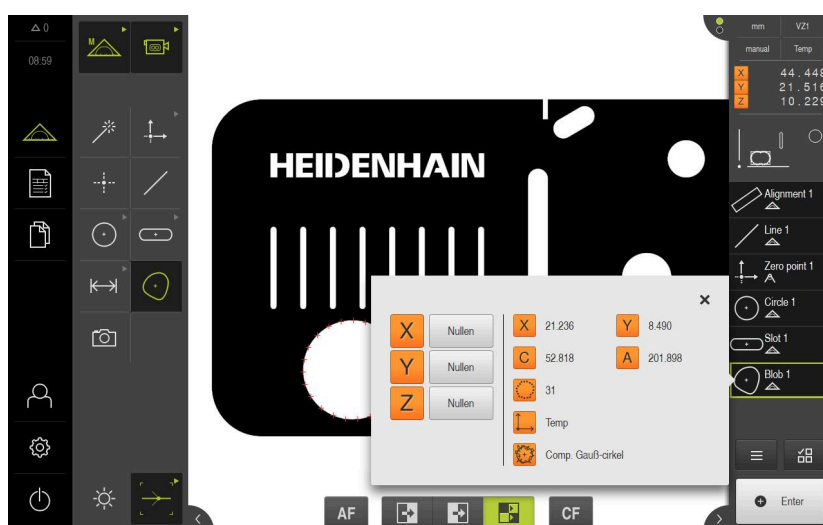 0
08:59
M
HEIDENHAIN
X Nullen
Y Nullen
Z Nullen
X 21.236 Y 8.490
C 52.818 A 201.898
31
Temp
Comp. Gauß-cirkel
AF
CF
mm VZ1
manual Temp
X 44.448
Y 21.516
Z 10.229
Alignment 1
Line 1
Zero point 1
Circle 1
Slot 1
Blob 1
Enter